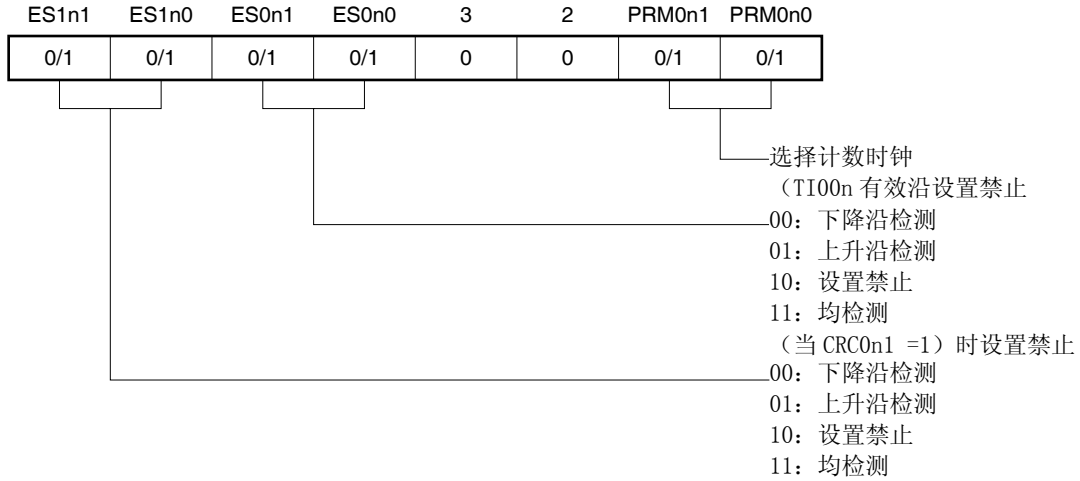 ES1n1 ES1n0 ES0n1 ES0n0 3 2 PRM0n1 PRM0n0
0/1 0/1 0/1 0/1 0 0 0/1 0/1
选择计数时钟
（TI00n 有效沿设置禁止
00：下降沿检测
01：上升沿检测
10：设置禁止
11：均检测
（当 CRC0n1 =1）时设置禁止
00：下降沿检测
01：上升沿检测
10：设置禁止
11：均检测